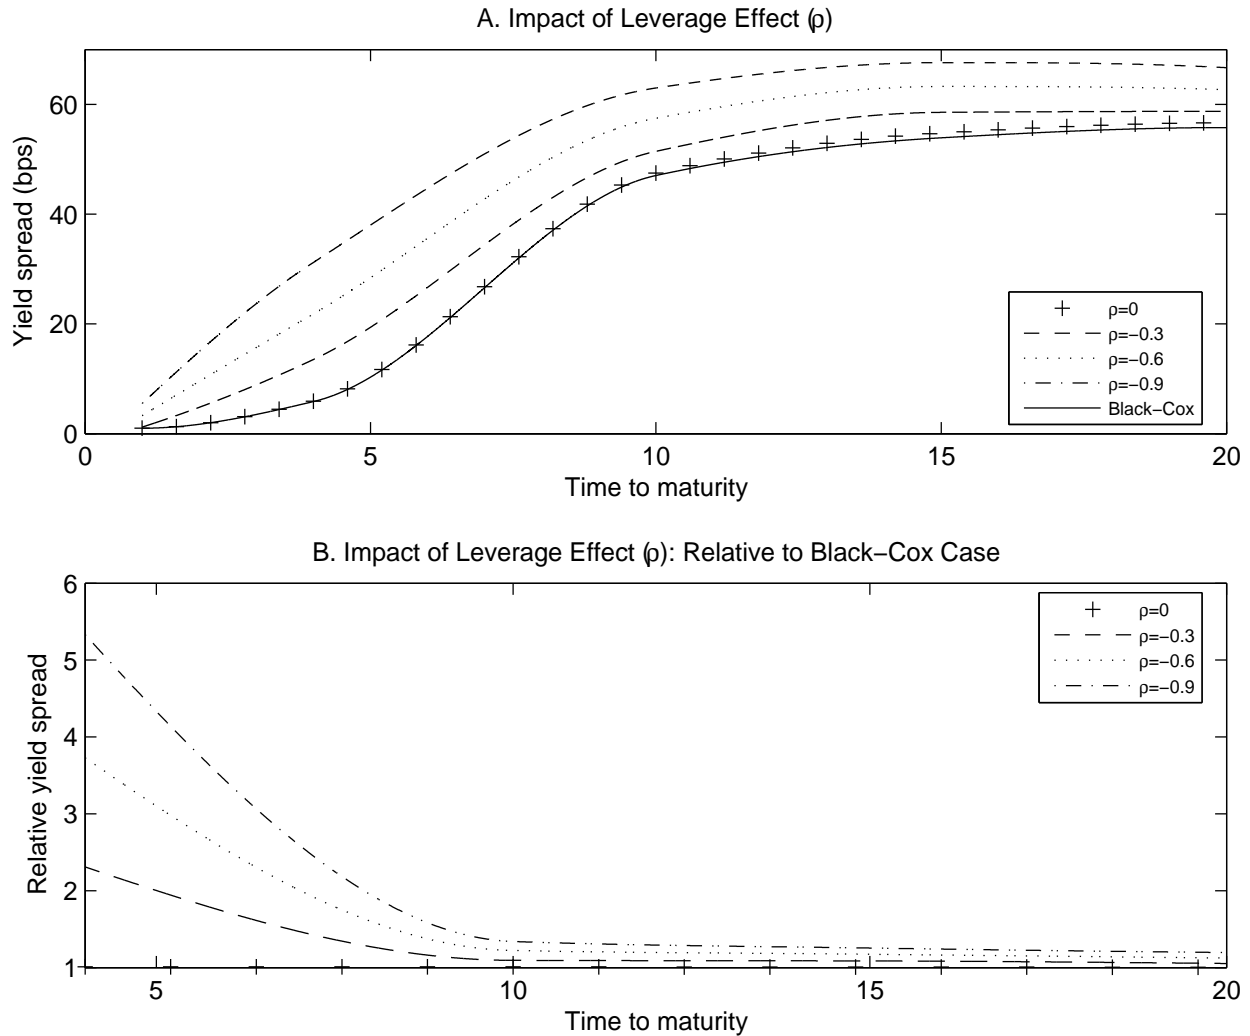 A. Impact of Leverage Effect (ρ)
Yield spread (bps)
60
40
20
0
0 5 10 15 20
Time to maturity
ρ=0
ρ=−0.3
ρ=−0.6
ρ=−0.9
Black−Cox
B. Impact of Leverage Effect (ρ): Relative to Black−Cox Case
Relative yield spread
6
5
4
3
2
1
5 10 15 20
Time to maturity
ρ=0
ρ=−0.3
ρ=−0.6
ρ=−0.9